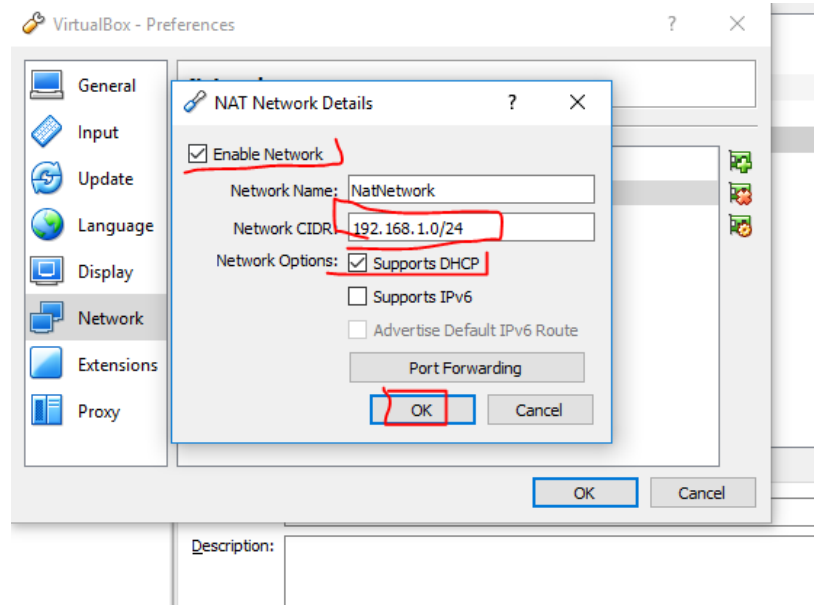 VirtualBox - Preferences ?
General
Input
Update
Language
Display
Network
Extensions
Proxy
NAT Network Details ?
Enable Network
Network Name: NatNetwork
Network CIDR: 192.168.1.0/24
Network Options: Supports DHCP
Supports IPv6
Advertise Default IPv6 Route
Port Forwarding
OK Cancel
OK Cancel
Description: